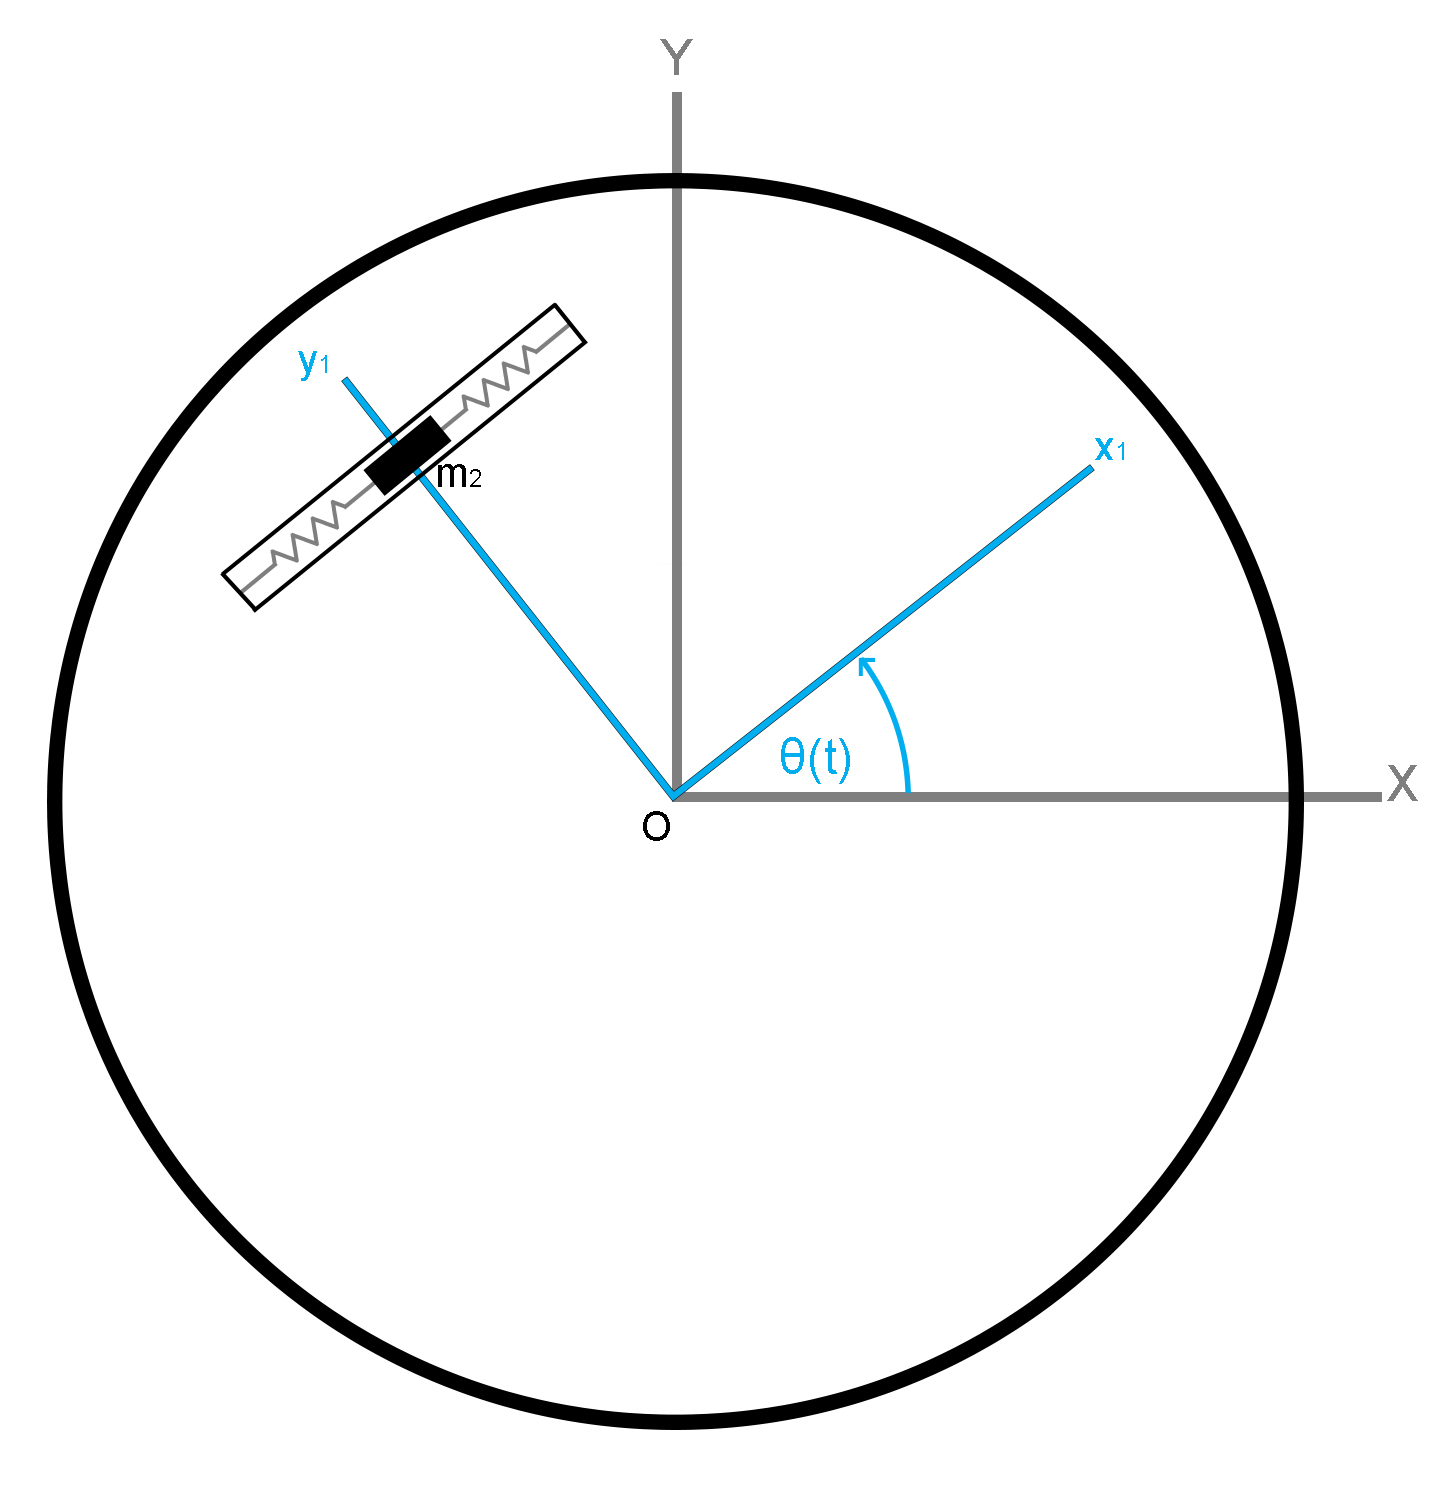 Y
y₁
x₁
m₂
θ(t)
X
O